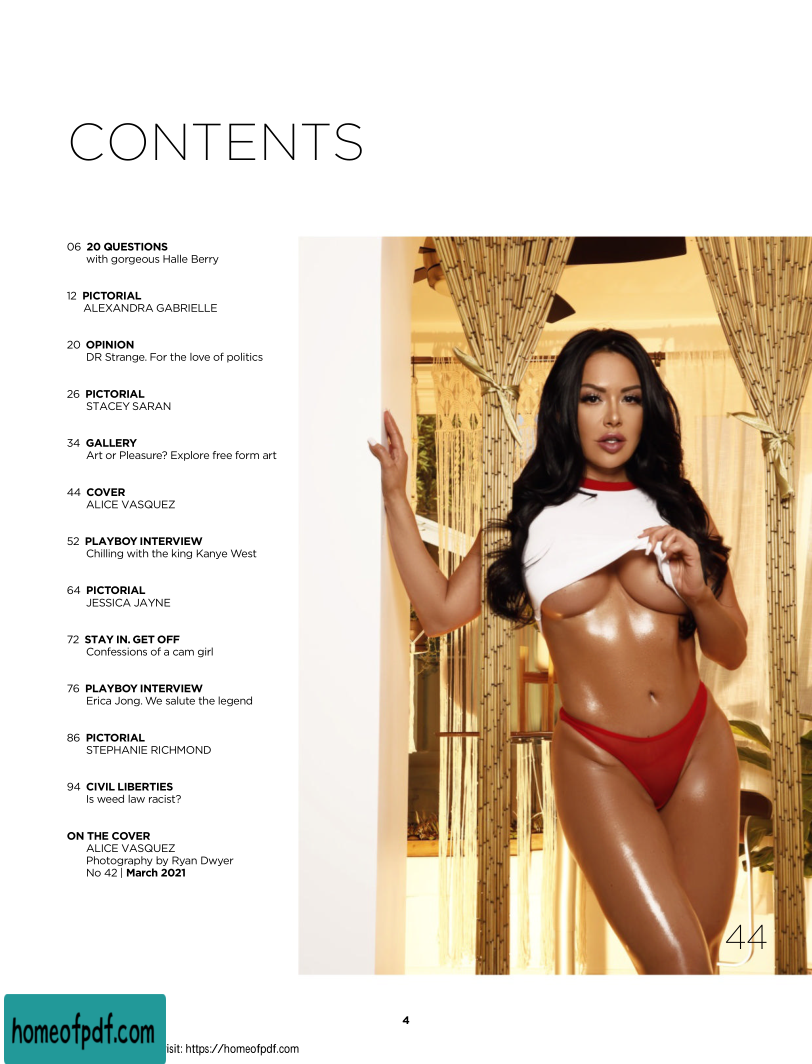 CONTENTS
06 20 QUESTIONS
with gorgeous Halle Berry
12 PICTORIAL
ALEXANDRA GABRIELLE
20 OPINION
DR Strange. For the love of politics
26 PICTORIAL
STACEY SARAN
34 GALLERY
Art or Pleasure? Explore free form art
44 COVER
ALICE VASQUEZ
52 PLAYBOY INTERVIEW
Chilling with the king Kanye West
64 PICTORIAL
JESSICA JAYNE
72 STAY IN. GET OFF
Confessions of a cam girl
76 PLAYBOY INTERVIEW
Erica Jong. We salute the legend
86 PICTORIAL
STEPHANIE RICHMOND
94 CIVIL LIBERTIES
Is weed law racist?
ON THE COVER
ALICE VASQUEZ
Photography by Ryan Dwyer
No 42 | March 2021
44
4
homeofpdf.com
isit: https://homeofpdf.com